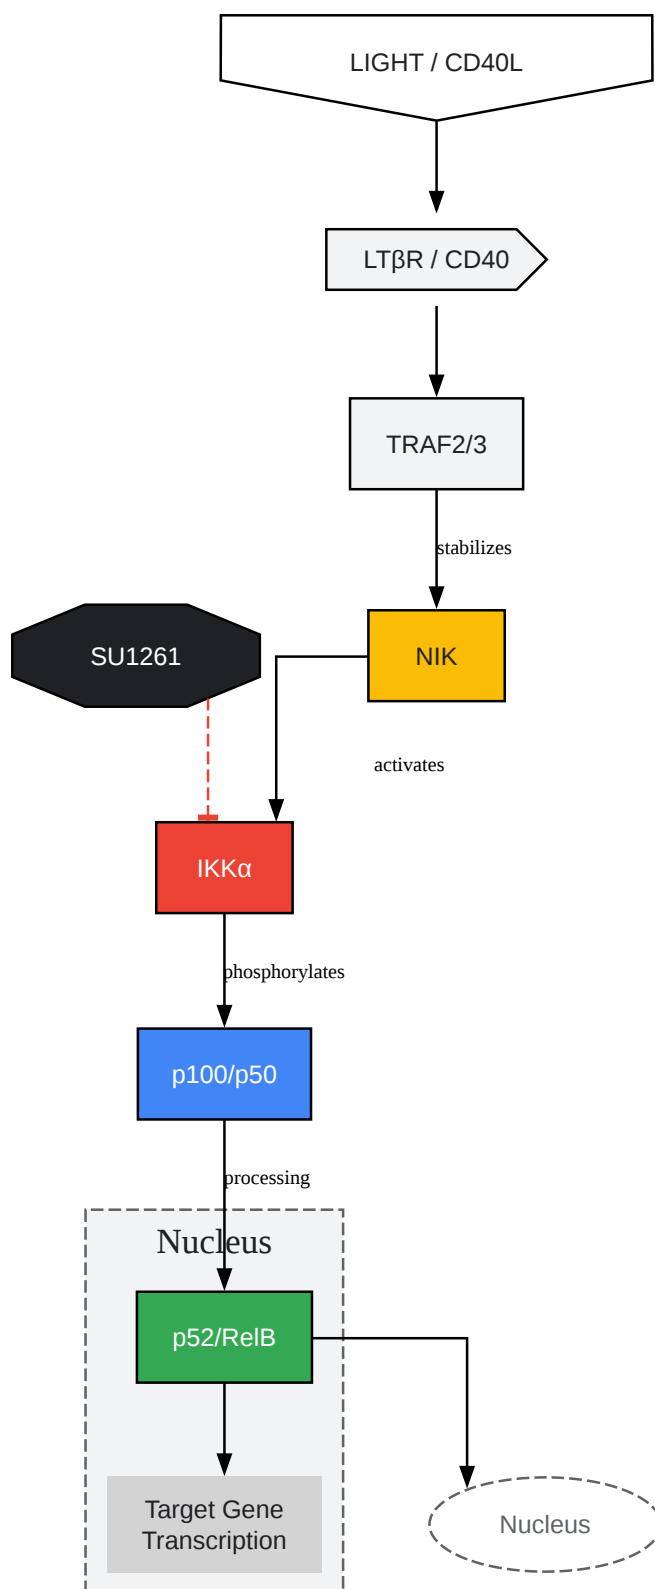 LIGHT / CD40L
LTβR / CD40
TRAF2/3
stabilizes
SU1261
NIK
activates
IKKα
phosphorylates
p100/p50
processing
Nucleus
p52/RelB
Target Gene
Transcription
Nucleus